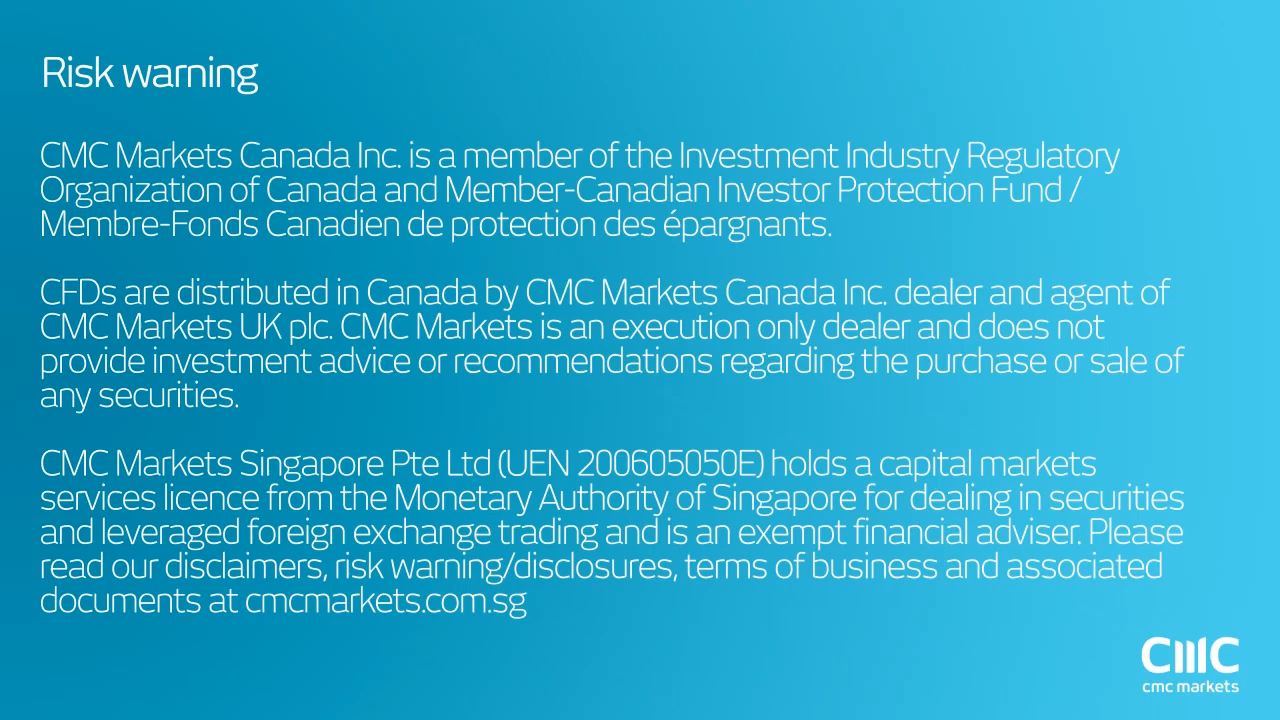 Risk warning
CMC Markets Canada Inc. is a member of the Investment Industry Regulatory
Organization of Canada and Member-Canadian Investor Protection Fund /
Membre-Fonds Canadien de protection des épargnants.
CFDs are distributed in Canada by CMC Markets Canada Inc. dealer and agent of
CMC Markets UK plc. CMC Markets is an execution only dealer and does not
provide investment advice or recommendations regarding the purchase or sale of
any securities.
CMC Markets Singapore Pte Ltd (UEN 200605050E) holds a capital markets
services licence from the Monetary Authority of Singapore for dealing in securities
and leveraged foreign exchange trading and is an exempt financial adviser. Please
read our disclaimers, risk warning/disclosures, terms of business and associated
documents at cmcmarkets.com.sg
CMC
cmc markets